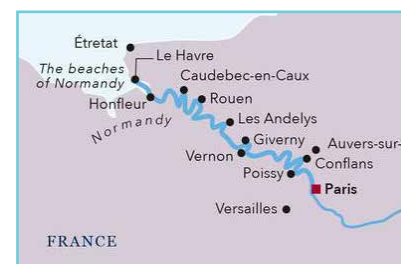 Étretat
Le Havre
The beaches
of Normandy
Caudebec-en-Caux
Honfleur
Rouen
Normandy
Les Andelys
Giverny
Auvers-sur-
Vernon
Conflans
Poissy
Paris
Versailles
FRANCE